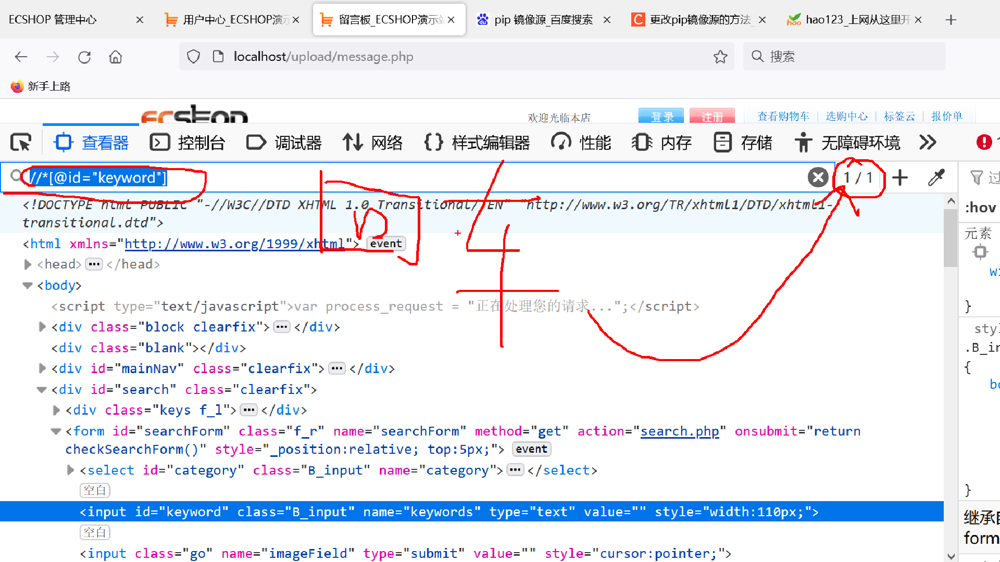 ECSHOP 管理中心
用户中心_ECSHOP演示
留言板_ECSHOP演示站
pip 镜像源_百度搜索
更改pip镜像源的方法_
hao123_上网从这里开
localhost/upload/message.php
搜索
新手上路
ECSHOP
欢迎光临本店
登录
注册
查看购物车
选购中心
标签云
报价单
查看器
控制台
调试器
网络
样式编辑器
性能
内存
存储
无障碍环境
//*[@id="keyword"]
1 / 1
<!DOCTYPE html PUBLIC "-//W3C//DTD XHTML 1.0 Transitional//EN" "http://www.w3.org/TR/xhtml1/DTD/xhtml1-
transitional.dtd">
<html xmlns="http://www.w3.org/1999/xhtml"> event
<head> ••• </head>
<body>
<script type="text/javascript">var process_request = "正在处理您的请求...";</script>
<div class="block clearfix"> ••• </div>
<div class="blank"></div>
<div id="mainNav" class="clearfix"> ••• </div>
<div id="search" class="clearfix">
<div class="keys f_l"> ••• </div>
<form id="searchForm" class="f_r" name="searchForm" method="get" action="search.php" onsubmit="return
checkSearchForm()" style="_position:relative; top:5px;"> event
<select id="category" class="B_input" name="category"> ••• </select>
空白
<input id="keyword" class="B_input" name="keywords" type="text" value="" style="width:110px;">
空白
<input class="go" name="imageField" type="submit" value="" style="cursor:pointer;">
过
:hov
元素
}
.B_in
{
}
form